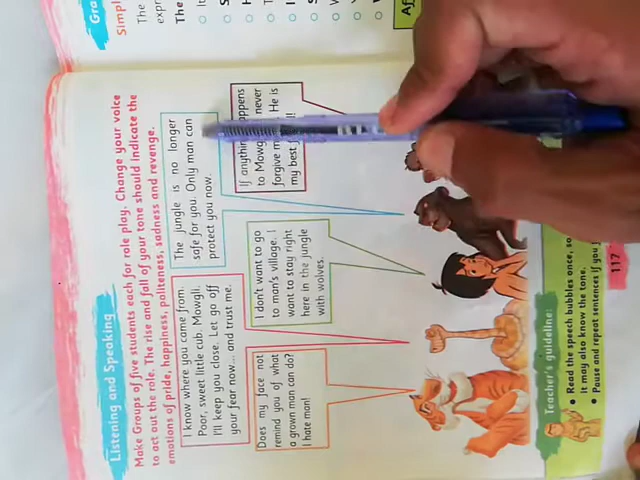 Listening and Speaking
Make Groups of five students each for role play. Change your voice
to act out the role. The rise and fall of your tone should indicate the
emotions of pride, happiness, politeness, sadness and revenge.
I know where you came from.
Poor, sweet little cub. Mowgli.
I'll keep you close. Let go off
your fear now... and trust me.
The jungle is no longer
safe for you. Only man can
protect you now.
Does my face not
remind you of what
a grown man can do?
I hate man!
I don't want to go
to man's village. I
want to stay right
here in the jungle
with wolves.
If
to
never
forgive
He is
my best
Teacher's guideline:
Read the speech bubbles once,
it may also know the tone.
Pause and repeat sentences if you
117
Gra
Simpl
The
expr
The